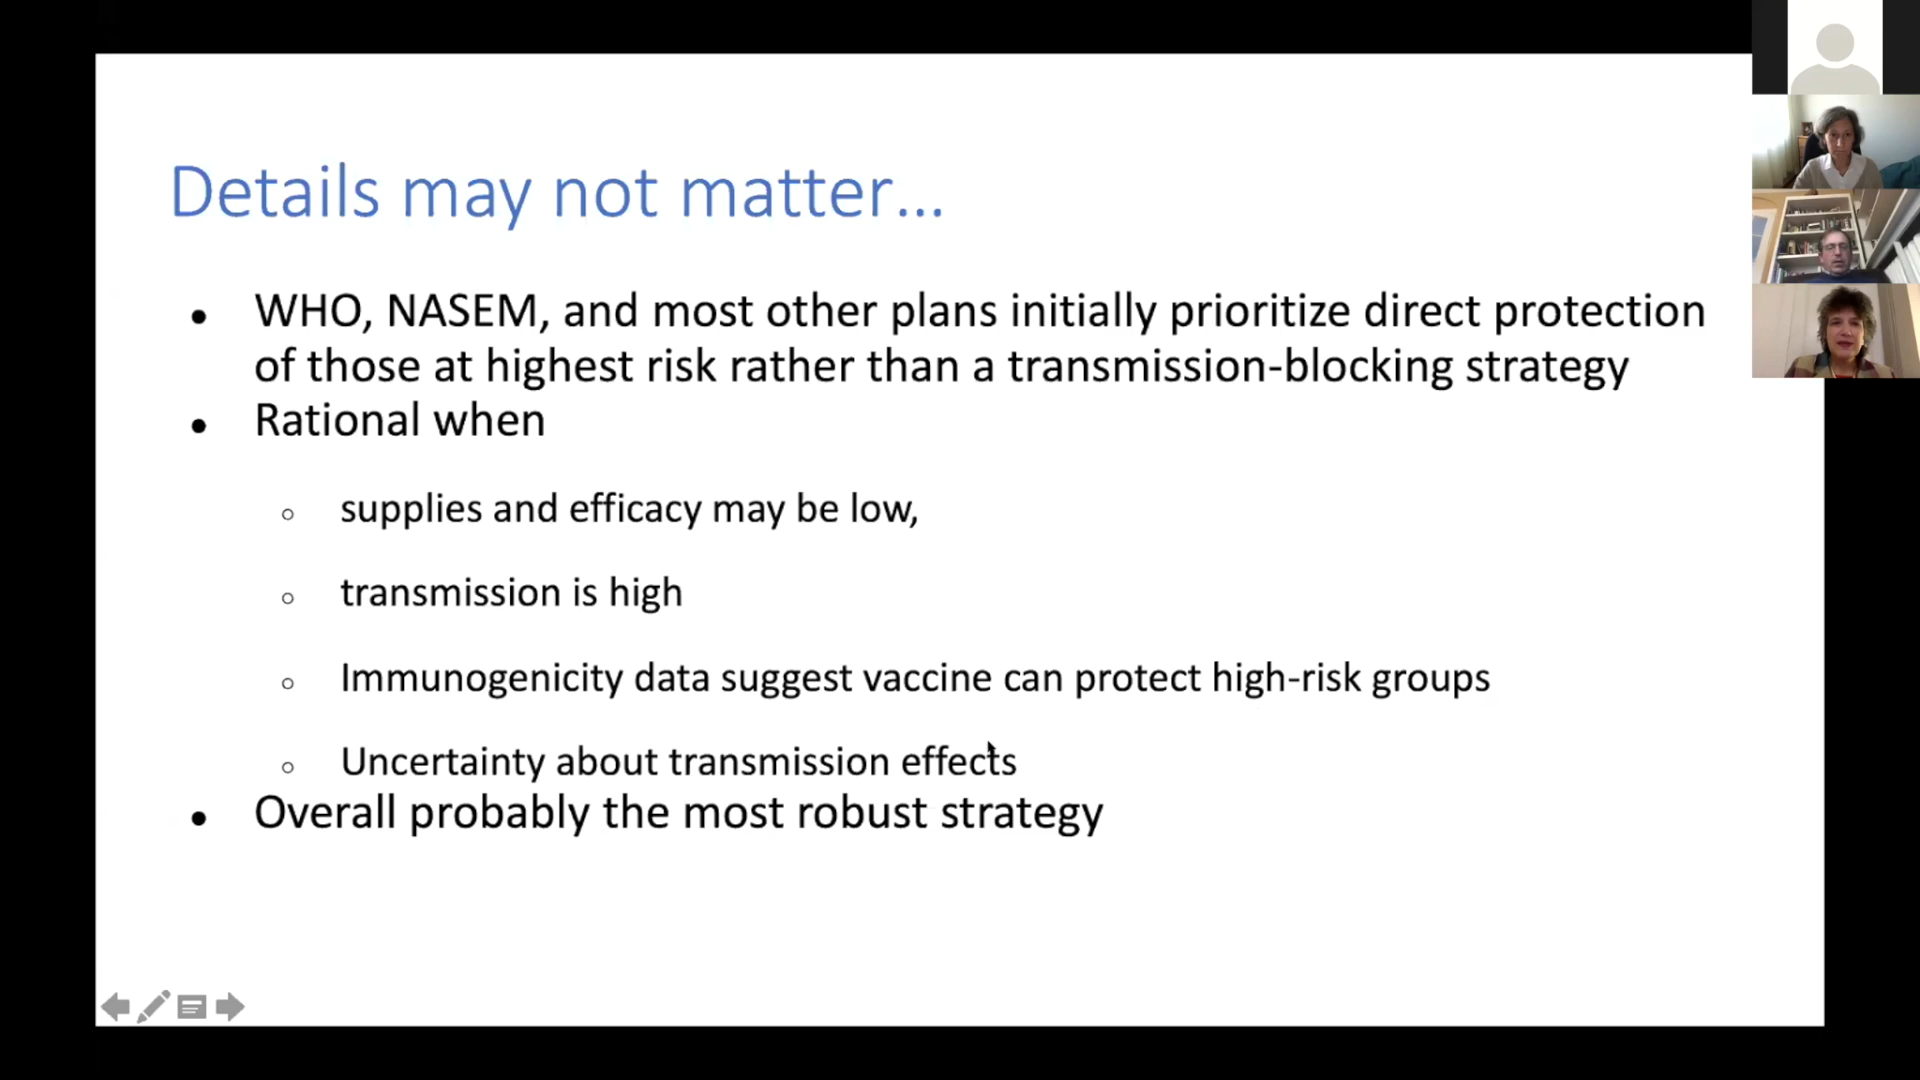 Details may not matter...
WHO, NASEM, and most other plans initially prioritize direct protection
of those at highest risk rather than a transmission-blocking strategy
Rational when
supplies and efficacy may be low,
transmission is high
Immunogenicity data suggest vaccine can protect high-risk groups
Uncertainty about transmission effects
Overall probably the most robust strategy